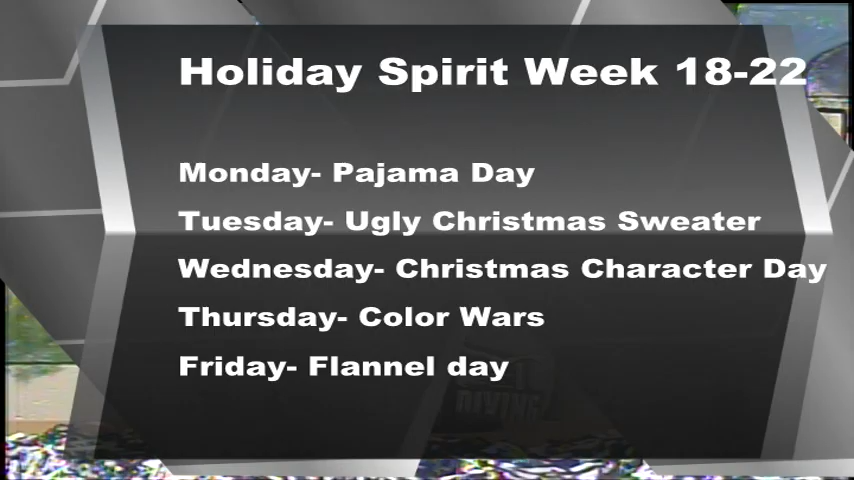 Holiday Spirit Week 18-22
Monday- Pajama Day
Tuesday- Ugly Christmas Sweater
Wednesday- Christmas Character Day
Thursday- Color Wars
Friday- Flannel day
DIVING